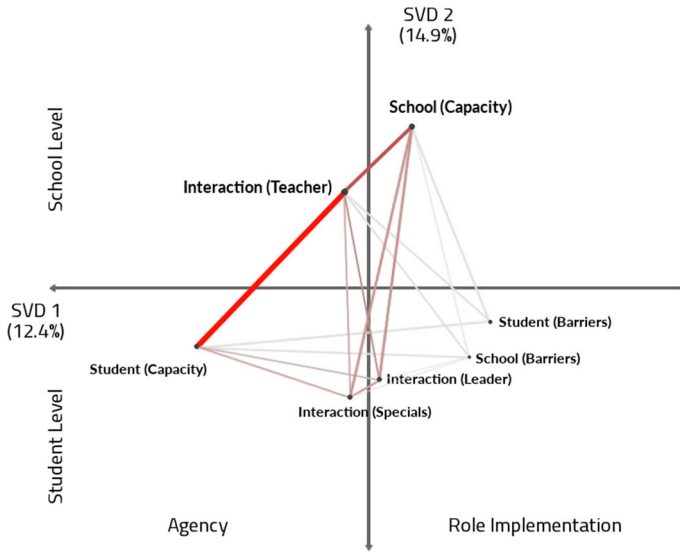 SVD 2
(14.9%)
School (Capacity)
School Level
Interaction (Teacher)
SVD 1
(12.4%)
Student (Barriers)
School (Barriers)
Student (Capacity)
Interaction (Leader)
Interaction (Specials)
Student Level
Agency
Role Implementation